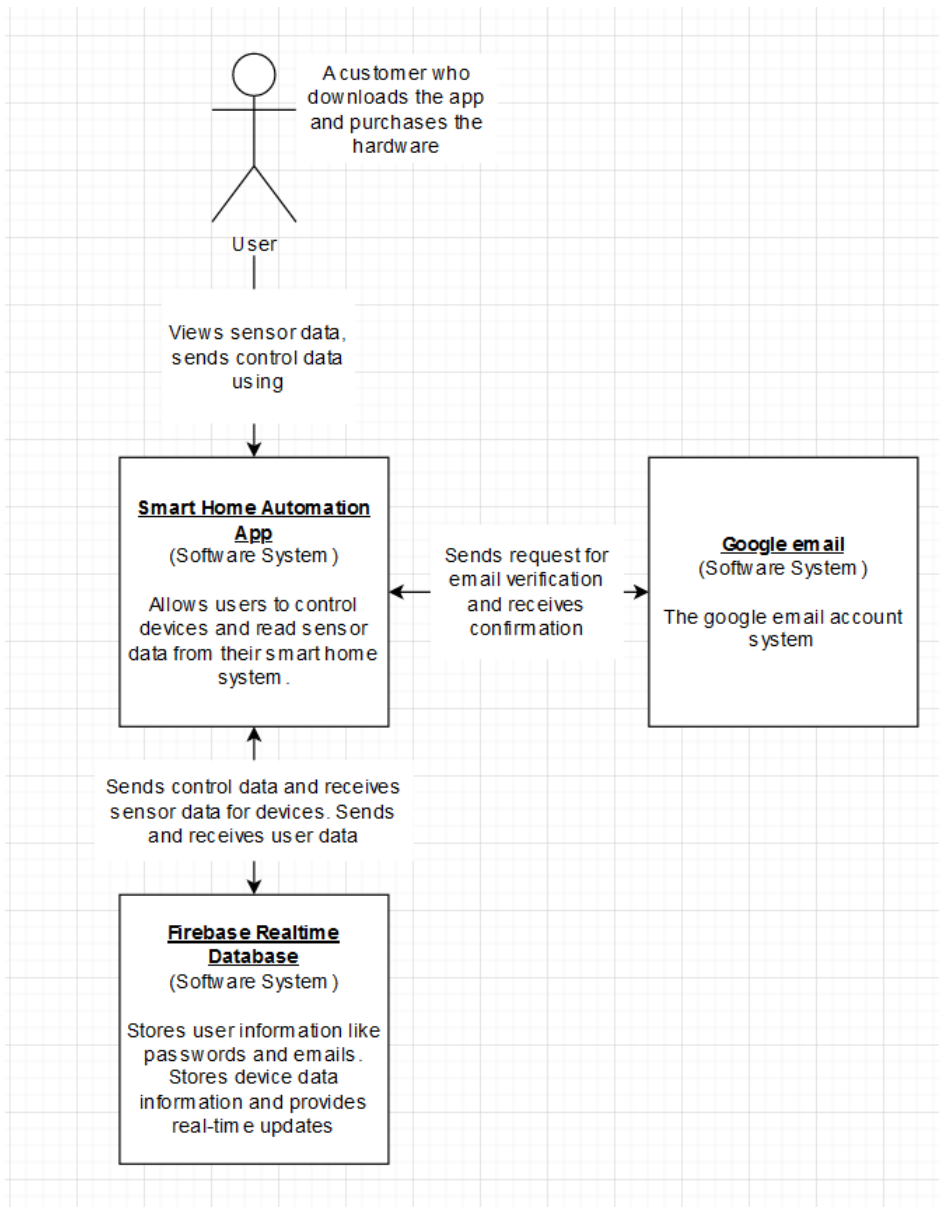 A customer who
downloads the app
and purchases the
hardware
User
Views sensor data,
sends control data
using
Smart Home Automation
App
(Software System)
Allows users to control
devices and read sensor
data from their smart home
system.
Sends request for
email verification
and receives
confirmation
Google email
(Software System)
The google email account
system
Sends control data and receives
sensor data for devices. Sends
and receives user data
Firebase Realtime
Database
(Software System)
Stores user information like
passwords and emails.
Stores device data
information and provides
real-time updates